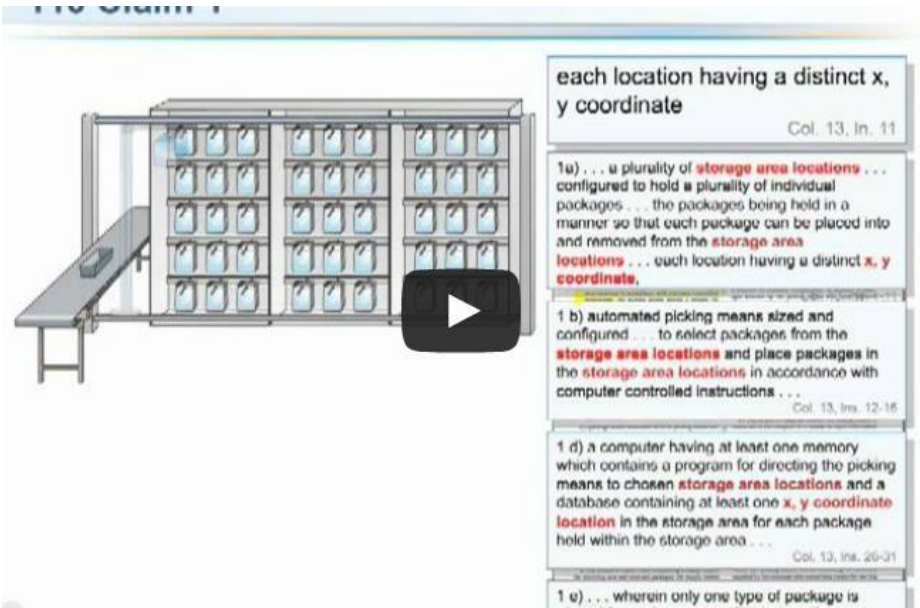 each location having a distinct x,
y coordinate
Col. 13, ln. 11
1a) . . . a plurality of storage area locations . . .
configured to hold a plurality of individual
packages . . . the packages being held in a
manner so that each package can be placed into
and removed from the storage area
locations . . . each location having a distinct x, y
coordinate,
1 b) automated picking means sized and
configured . . . to select packages from the
storage area locations and place packages in
the storage area locations in accordance with
computer controlled instructions . . .
Col. 13, lns. 12-16
1 d) a computer having at least one memory
which contains a program for directing the picking
means to chosen storage area locations and a
database containing at least one x, y coordinate
location in the storage area for each package
held within the storage area . . .
Col. 13, lns. 26-31
1 e) . . . wherein only one type of package is